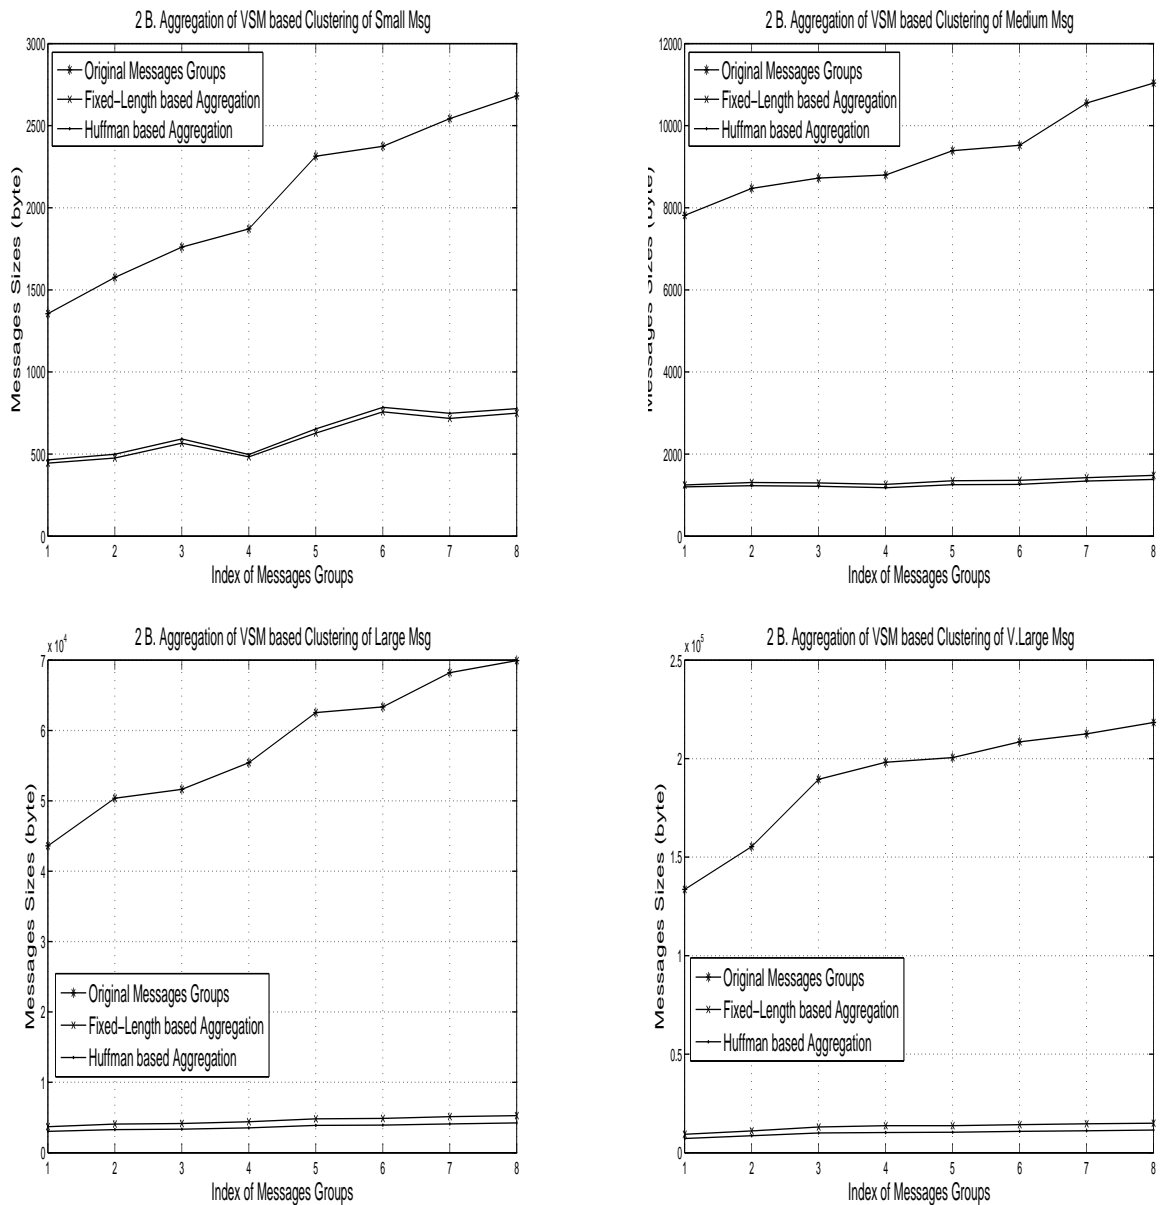 2 B. Aggregation of VSM based Clustering of Small Msg
3000
2500
2000
1500
1000
500
0
Messages Sizes (byte)
Original Messages Groups
Fixed-Length based Aggregation
Huffman based Aggregation
1 2 3 4 5 6 7 8
Index of Messages Groups
2 B. Aggregation of VSM based Clustering of Medium Msg
12000
10000
8000
6000
4000
2000
0
Messages Sizes (byte)
Original Messages Groups
Fixed-Length based Aggregation
Huffman based Aggregation
1 2 3 4 5 6 7 8
Index of Messages Groups
2 B. Aggregation of VSM based Clustering of Large Msg
x 10^4
7
6
5
4
3
2
1
0
Messages Sizes (byte)
Original Messages Groups
Fixed-Length based Aggregation
Huffman based Aggregation
1 2 3 4 5 6 7 8
Index of Messages Groups
2 B. Aggregation of VSM based Clustering of V.Large Msg
x 10^5
2.5
2
1.5
1
0.5
0
Messages Sizes (byte)
Original Messages Groups
Fixed-Length based Aggregation
Huffman based Aggregation
1 2 3 4 5 6 7 8
Index of Messages Groups